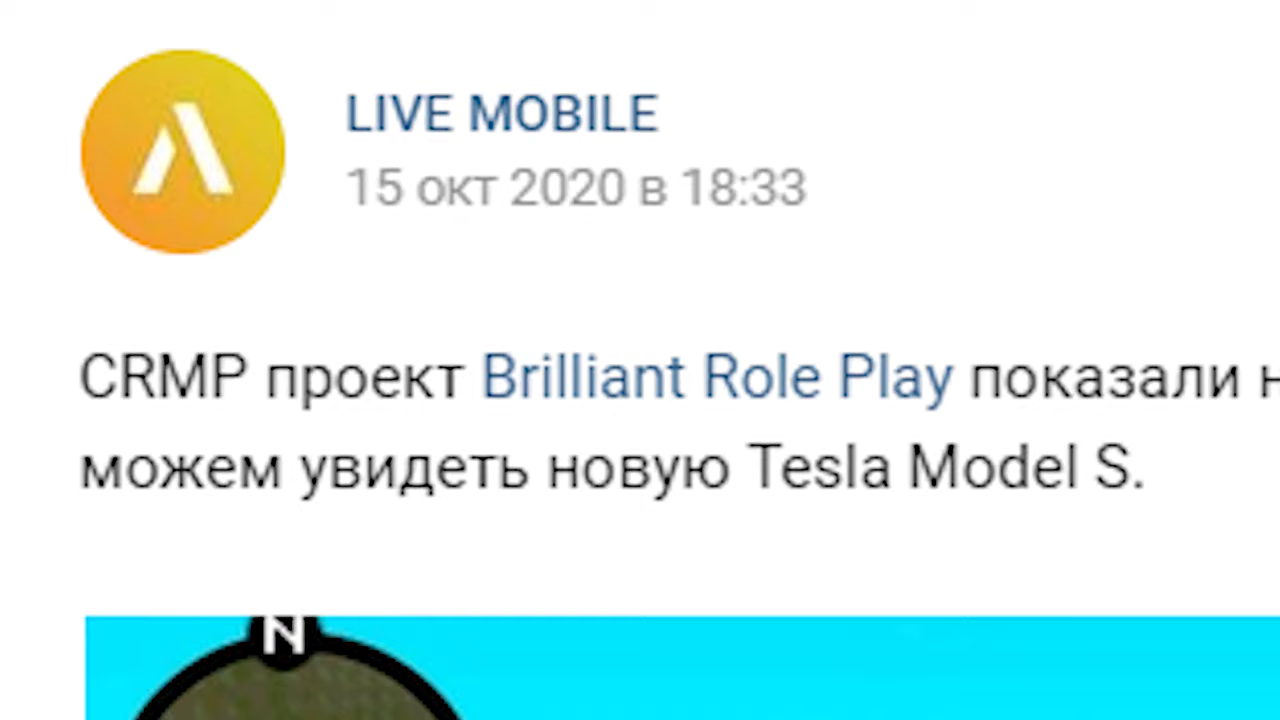 LIVE MOBILE
15 окт 2020 в 18:33
CRMP проект Brilliant Role Play показали
можем увидеть новую Tesla Model S.
N